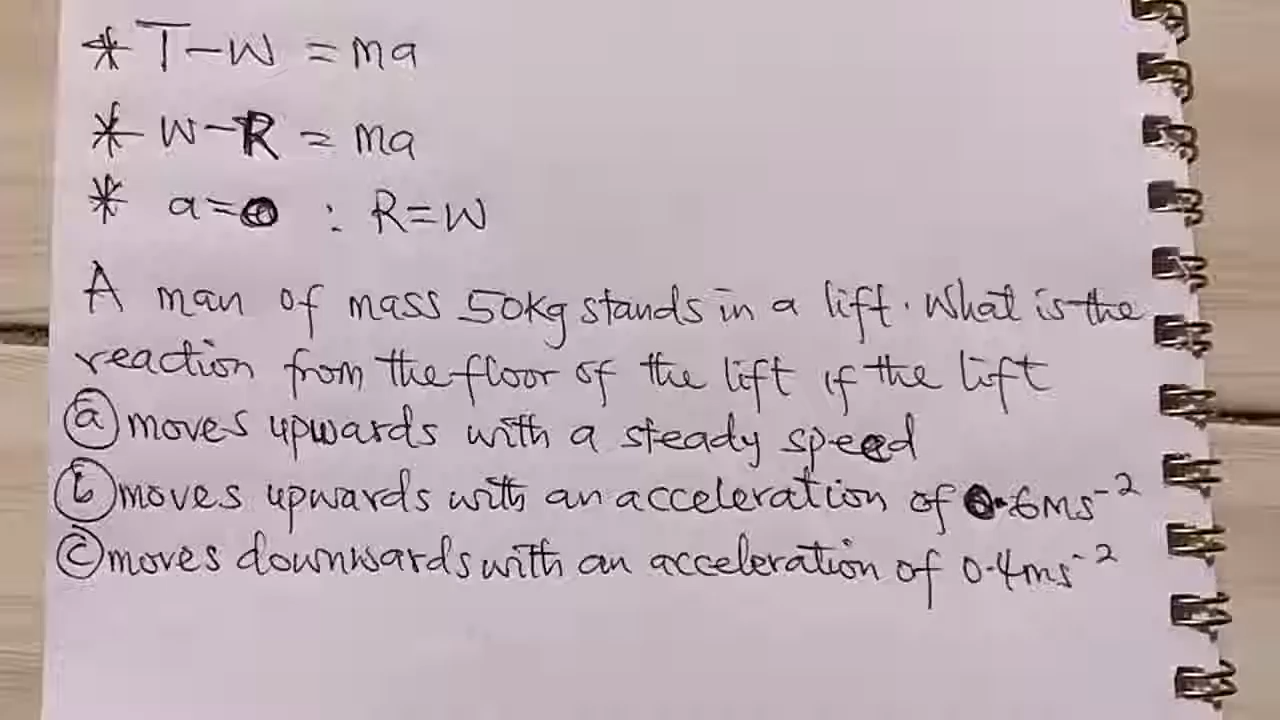 * T-W = ma
* W-R = ma
* a=0 : R=W
A man of mass 50kg stands in a lift. What is the
reaction from the floor of the lift if the lift
(a) moves upwards with a steady speed
(b) moves upwards with an acceleration of 0.6ms⁻²
(c) moves downwards with an acceleration of 0.4ms⁻²